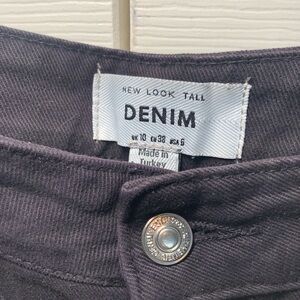 NEW LOOK TALL
DENIM
UK 10 EU 38 USA 6
Made in
Turkey